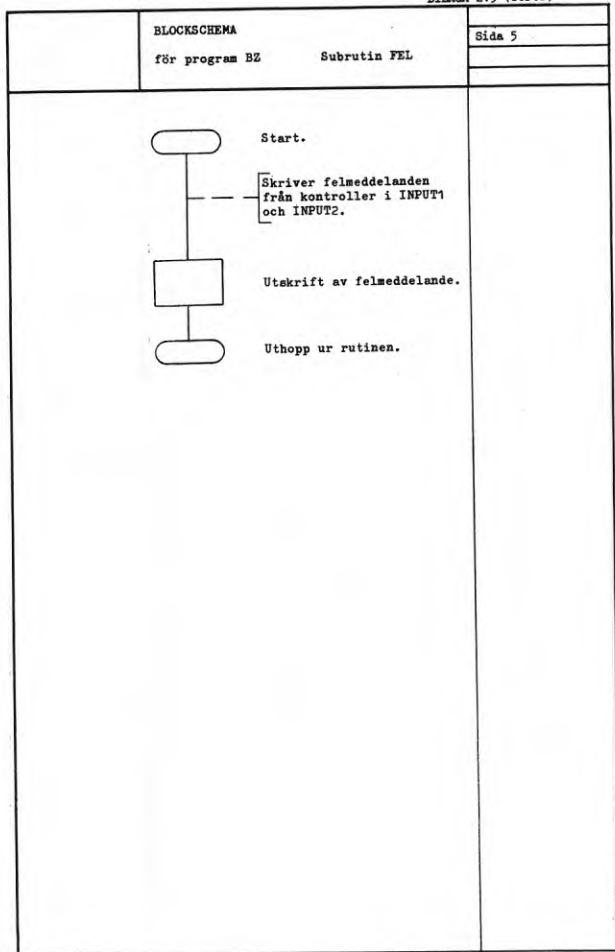 BLOCKSCHEMA
för program BZ Subrutin FEL
Sida 5
Start.
Skriver felmeddelanden
från kontroller i INPUT1
och INPUT2.
Utskrift av felmeddelande.
Uthopp ur rutinen.